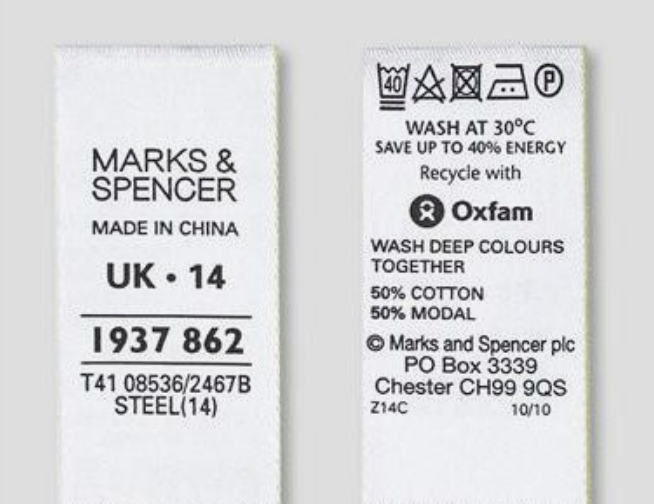 MARKS &
SPENCER
MADE IN CHINA
UK • 14
1937 862
T41 08536/2467B
STEEL(14)
40
P
WASH AT 30°C
SAVE UP TO 40% ENERGY
Recycle with
Oxfam
WASH DEEP COLOURS
TOGETHER
50% COTTON
50% MODAL
© Marks and Spencer plc
PO Box 3339
Chester CH99 9QS
Z14C 10/10